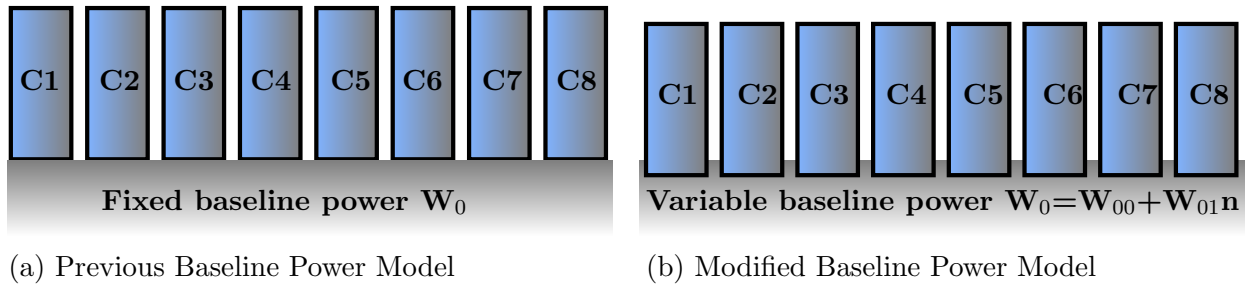 C1 C2 C3 C4 C5 C6 C7 C8
Fixed baseline power W₀
(a) Previous Baseline Power Model
C1 C2 C3 C4 C5 C6 C7 C8
Variable baseline power W₀=W₀₀+W₀₁n
(b) Modified Baseline Power Model